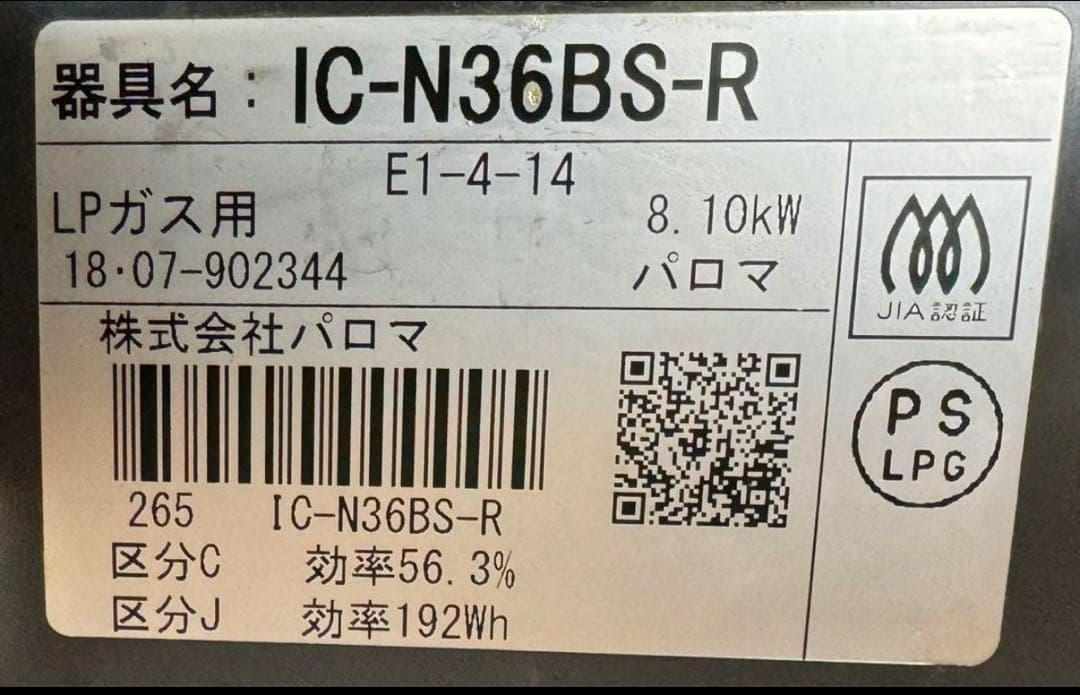 器具名：IC-N36BS-R
E1-4-14
LPガス用 8.10kW
18·07-902344 パロマ
JIA認証
株式会社パロマ
PS
LPG
265 IC-N36BS-R
区分C 効率56.3%
区分J 効率192Wh